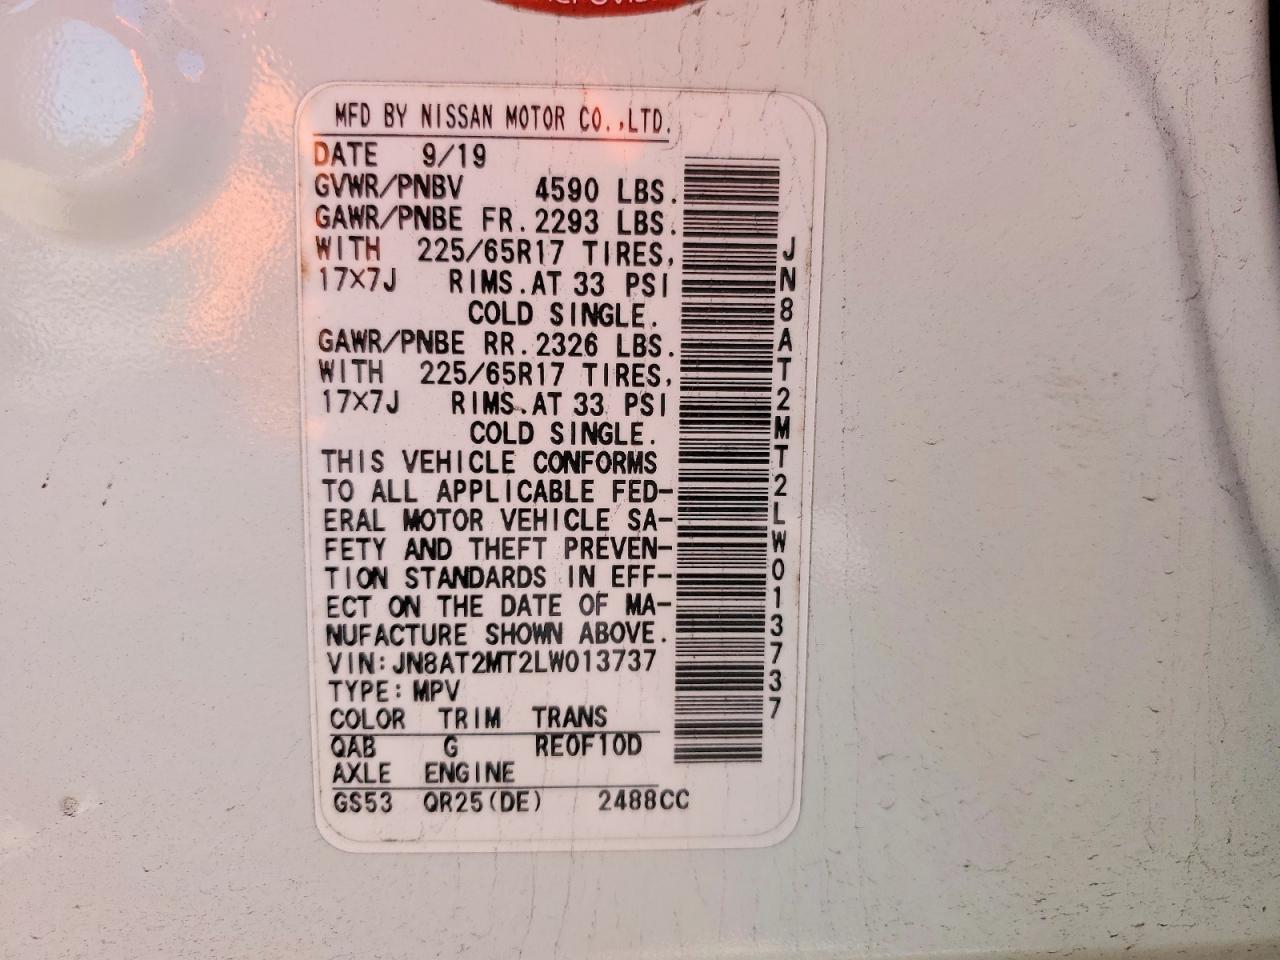 MFD BY NISSAN MOTOR CO.,LTD.
DATE 9/19
GVWR/PNBV 4590 LBS.
GAWR/PNBE FR.2293 LBS.
WITH 225/65R17 TIRES,
17X7J RIMS.AT 33 PSI
COLD SINGLE.
GAWR/PNBE RR.2326 LBS.
WITH 225/65R17 TIRES,
17X7J RIMS.AT 33 PSI
COLD SINGLE.
THIS VEHICLE CONFORMS
TO ALL APPLICABLE FED-
ERAL MOTOR VEHICLE SA-
FETY AND THEFT PREVEN-
TION STANDARDS IN EFF-
ECT ON THE DATE OF MA-
NUFACTURE SHOWN ABOVE.
VIN:JN8AT2MT2LW013737
TYPE:MPV
COLOR TRIM TRANS
QAB G RE0F10D
AXLE ENGINE
GS53 QR25(DE) 2488CC
JN8AT2MT2LW013737